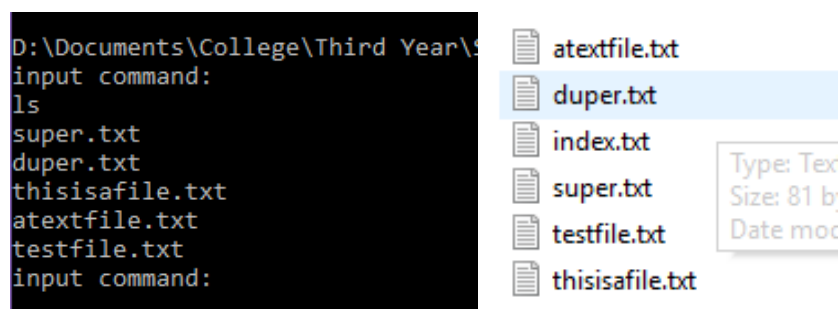 D:\Documents\College\Third Year\
input command:
ls
super.txt
duper.txt
thisisafile.txt
atextfile.txt
testfile.txt
input command:
atextfile.txt
duper.txt
index.txt
super.txt
testfile.txt
thisisafile.txt
Type: Tex
Size: 81 b
Date mod